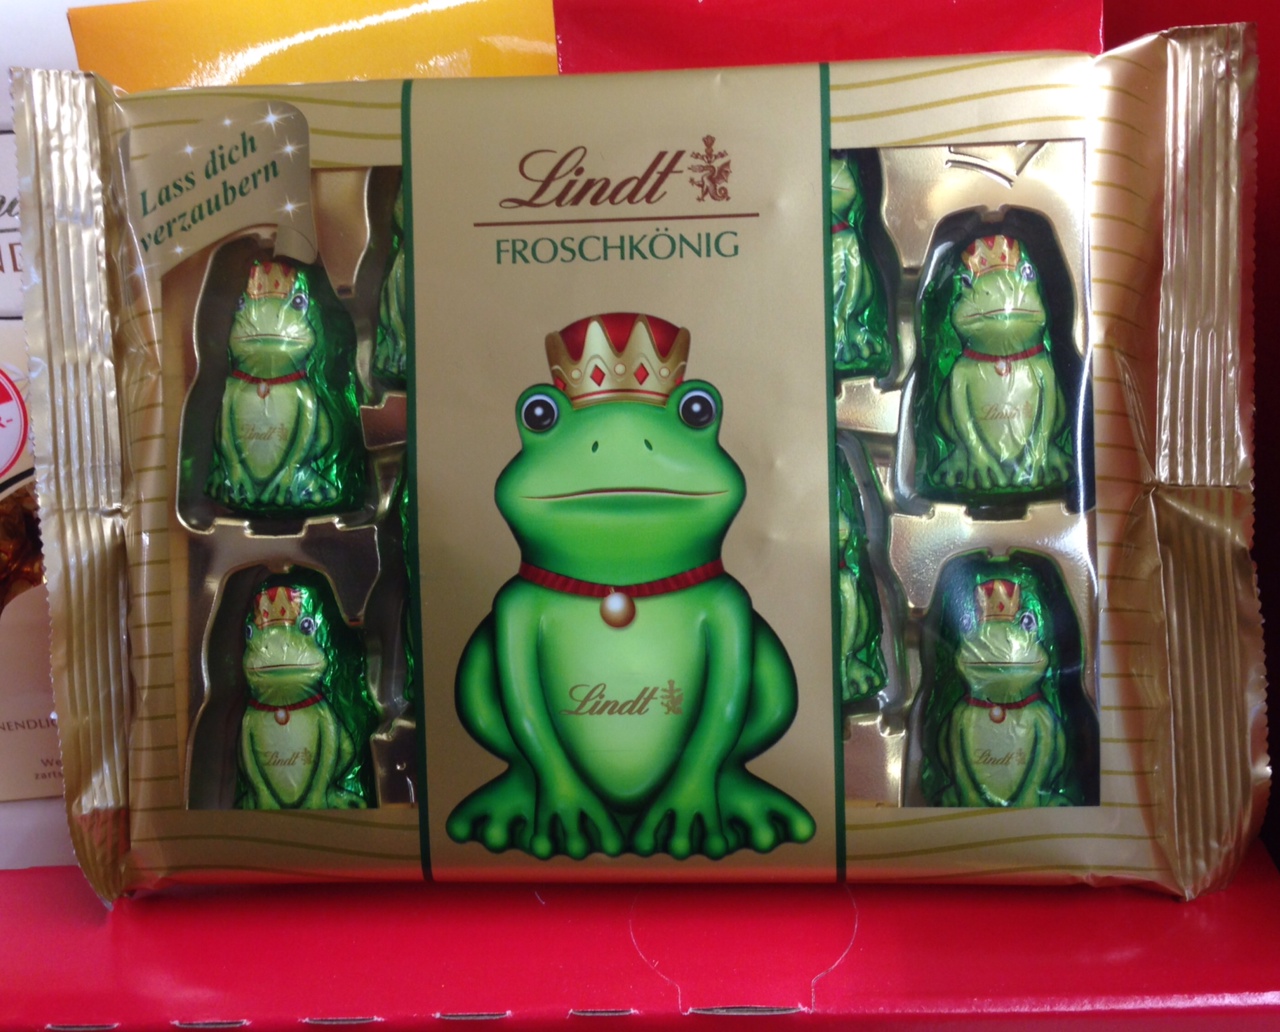 Lass dich
verzaubern
Lindt
FROSCHKÖNIG
Lindt
Lindt
Lindt
Lindt
Lindt